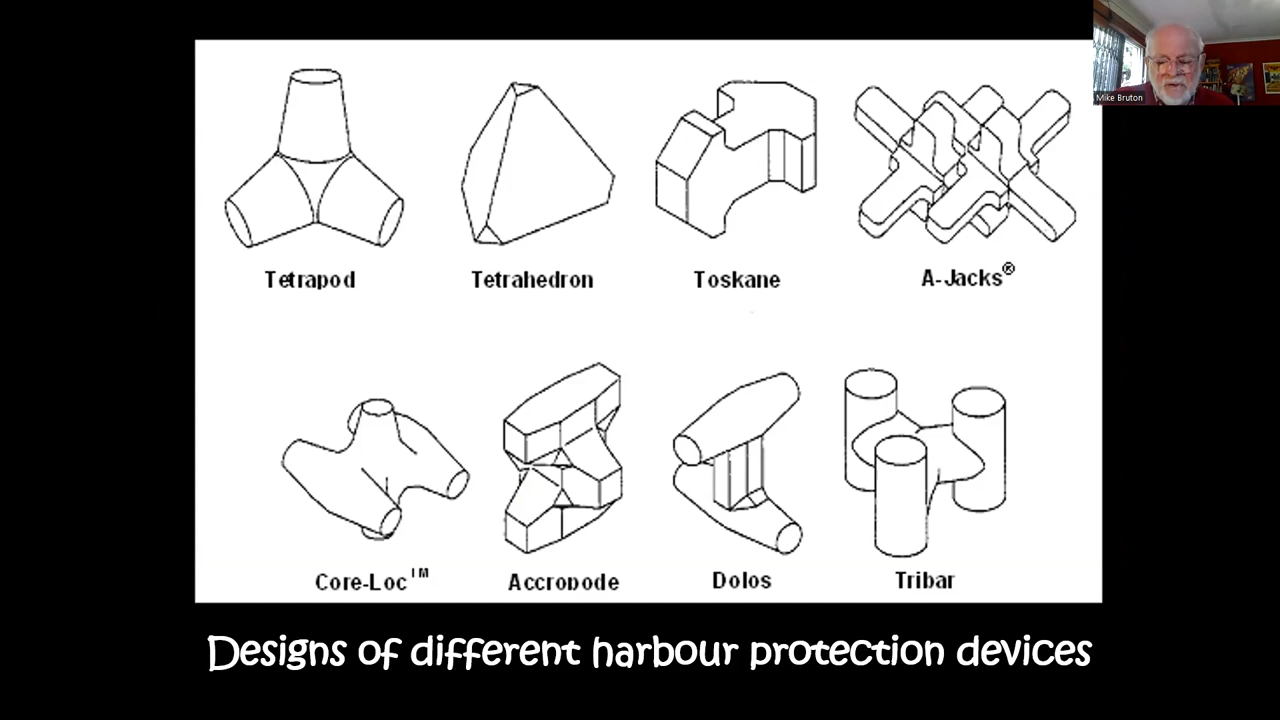 Mike Bruton
Tetrapod
Tetrahedron
Toskane
A-Jacks®
Core-Loc™
Accropode
Dolos
Tribar
Designs of different harbour protection devices